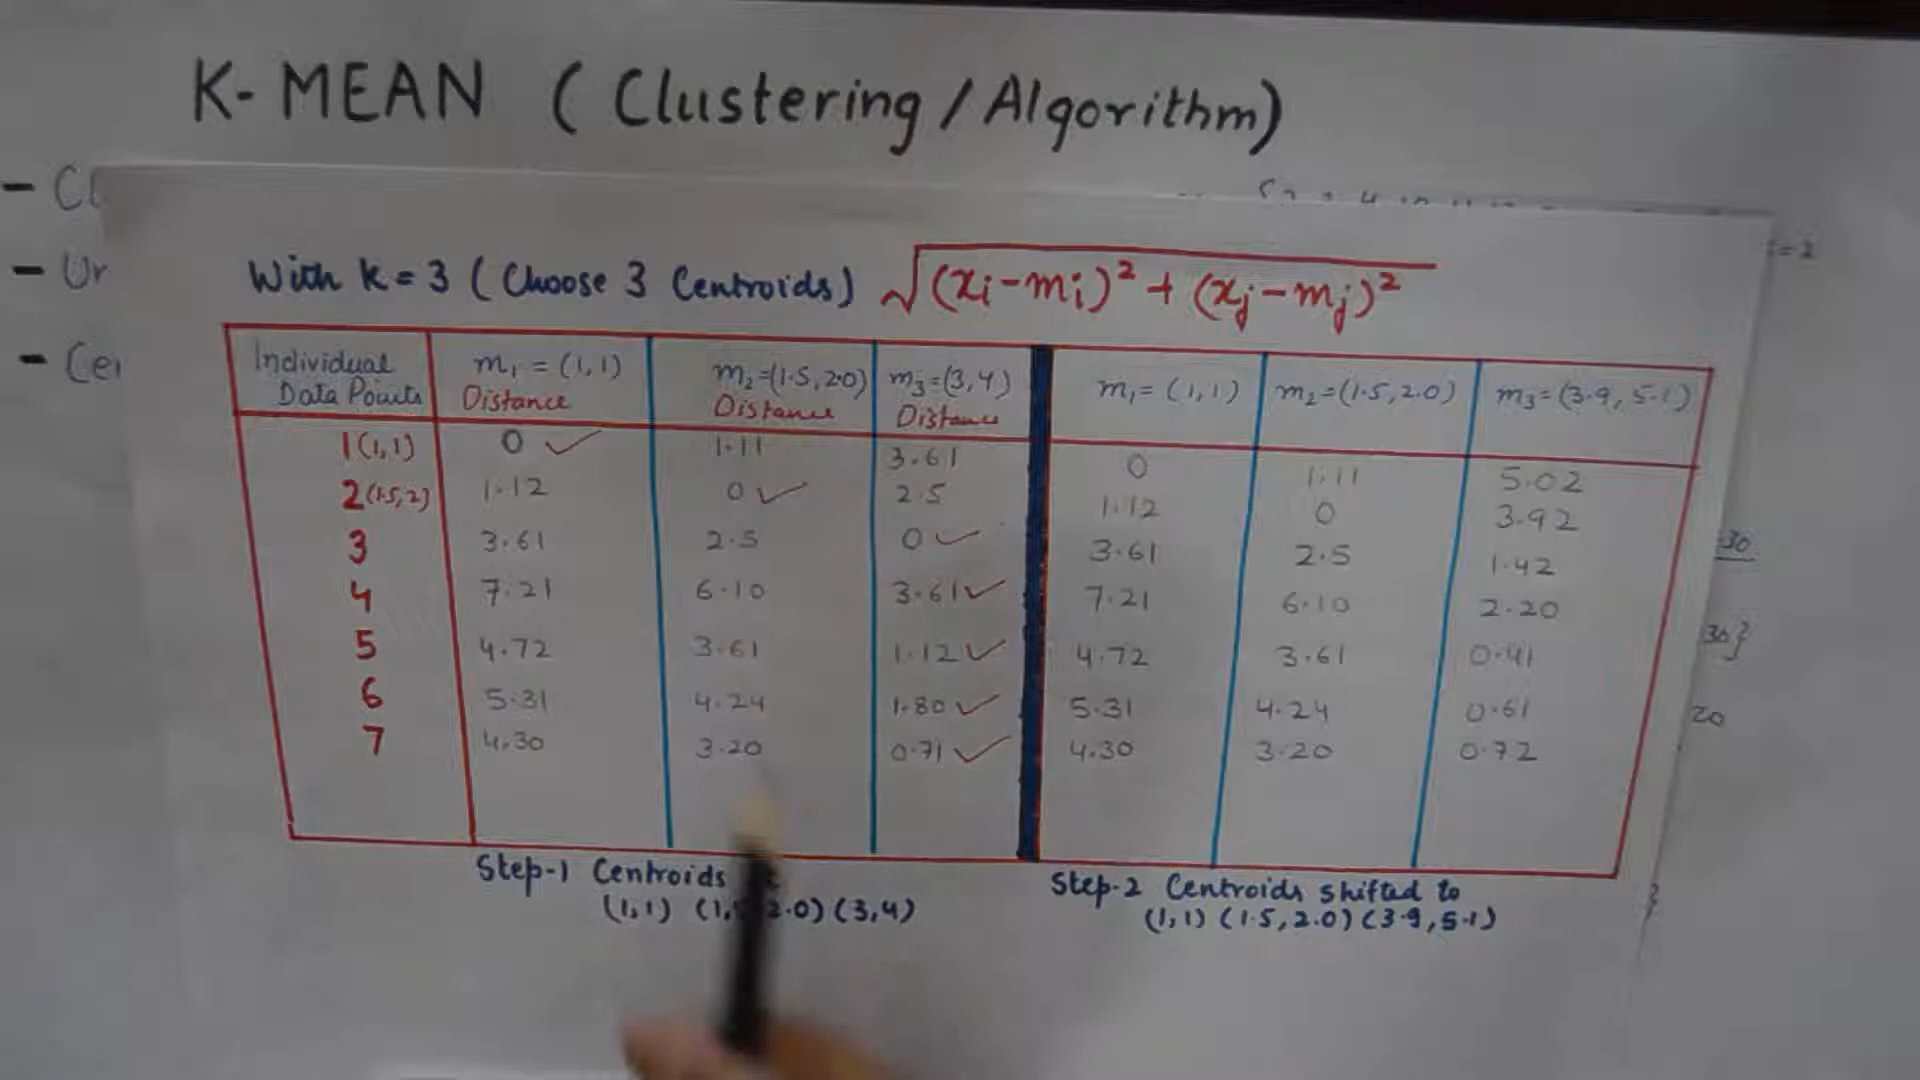 K-MEAN (Clustering/Algorithm)
- Cl
- Ur
- Cer
=2
With K=3 (Choose 3 Centroids) √(xi-mi)² + (xj-mj)²
Individual Data Points | m₁ = (1,1) Distance | m₂=(1.5,2.0) Distance | m₃=(3,4) Distance | m₁=(1,1) | m₂=(1.5,2.0) | m₃=(3.9,5.1)
1(1,1) 0 ✓ 1.11 3.61 0 1.11 5.02
2(1.5,2) 1.12 0 ✓ 2.5 1.12 0 3.92
3 3.61 2.5 0 ✓ 3.61 2.5 1.42
4 7.21 6.10 3.61 ✓ 7.21 6.10 2.20
5 4.72 3.61 1.12 ✓ 4.72 3.61 0.41
6 5.31 4.24 1.80 ✓ 5.31 4.24 0.61
7 4.30 3.20 0.71 ✓ 4.30 3.20 0.72
30
30}
20
Step-1 Centroids
(1,1) (1, 2.0) (3,4)
Step-2 Centroids shifted to
(1,1) (1.5,2.0) (3.9,5.1)